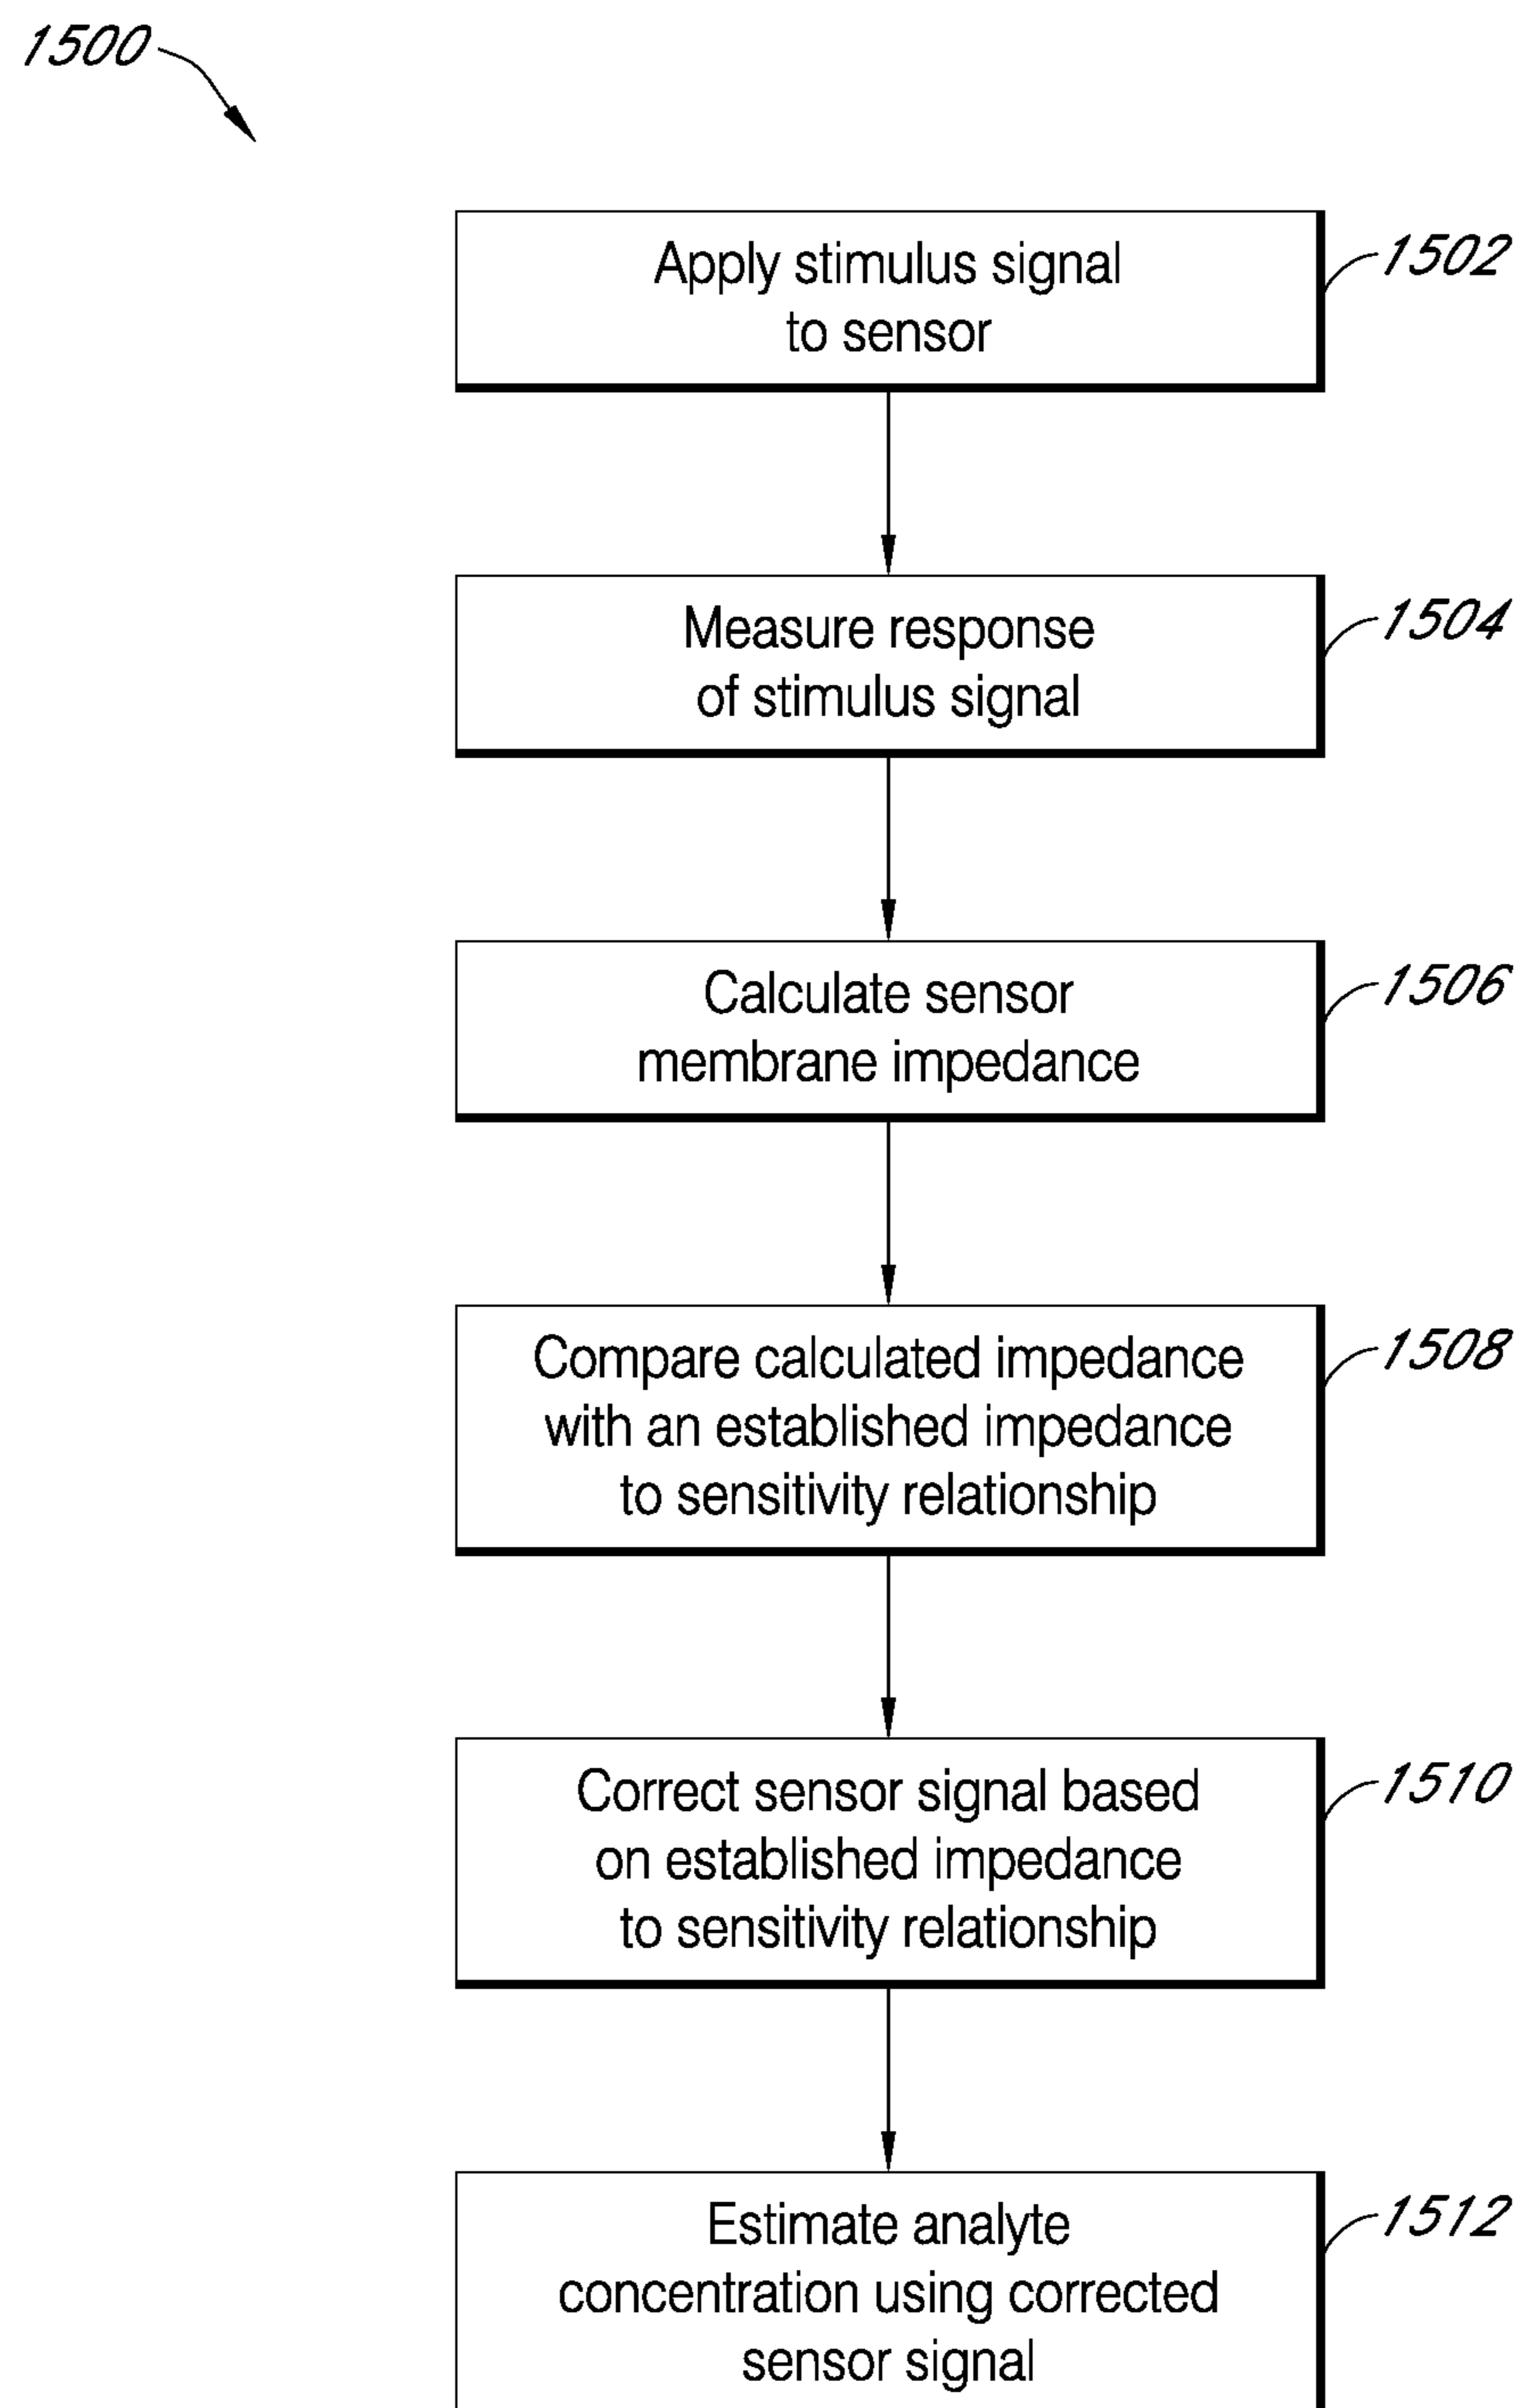 1500
Apply stimulus signal
to sensor
1502
Measure response
of stimulus signal
1504
Calculate sensor
membrane impedance
1506
Compare calculated impedance
with an established impedance
to sensitivity relationship
1508
Correct sensor signal based
on established impedance
to sensitivity relationship
1510
Estimate analyte
concentration using corrected
sensor signal
1512